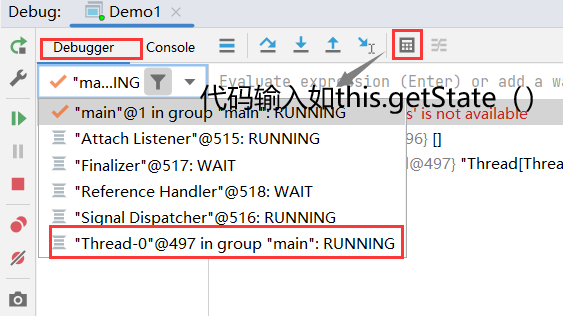 Debug: Demo1
Debugger Console
"ma...ING Evaluate expression (Enter) or add a wa
代码输入如this.getState（）
"main"@1 in group "main": RUNNING s' is not available
"Attach Listener"@515: RUNNING 96} []
"Finalizer"@517: WAIT @497} "Thread[Thread
"Reference Handler"@518: WAIT
"Signal Dispatcher"@516: RUNNING
"Thread-0"@497 in group "main": RUNNING